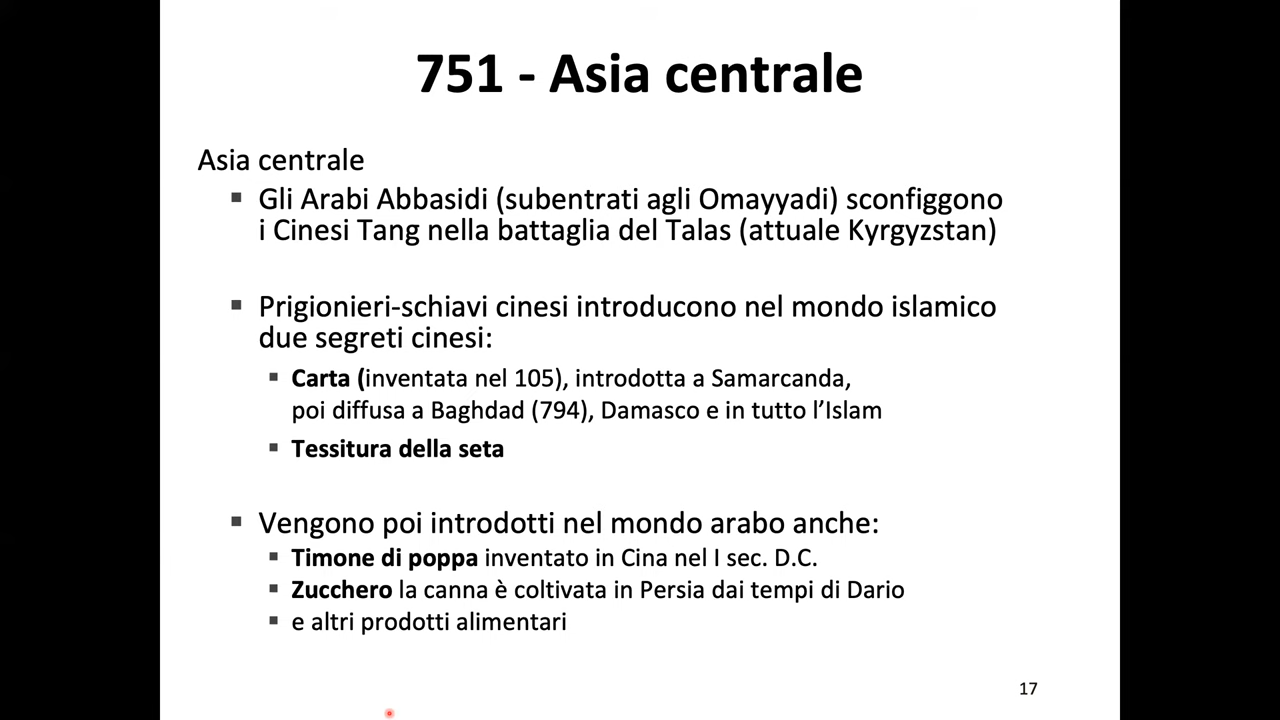 751 - Asia centrale
Asia centrale
▪ Gli Arabi Abbasidi (subentrati agli Omayyadi) sconfiggono
i Cinesi Tang nella battaglia del Talas (attuale Kyrgyzstan)
▪ Prigionieri-schiavi cinesi introducono nel mondo islamico
due segreti cinesi:
▪ Carta (inventata nel 105), introdotta a Samarcanda,
poi diffusa a Baghdad (794), Damasco e in tutto l'Islam
▪ Tessitura della seta
▪ Vengono poi introdotti nel mondo arabo anche:
▪ Timone di poppa inventato in Cina nel I sec. D.C.
▪ Zucchero la canna è coltivata in Persia dai tempi di Dario
▪ e altri prodotti alimentari
17